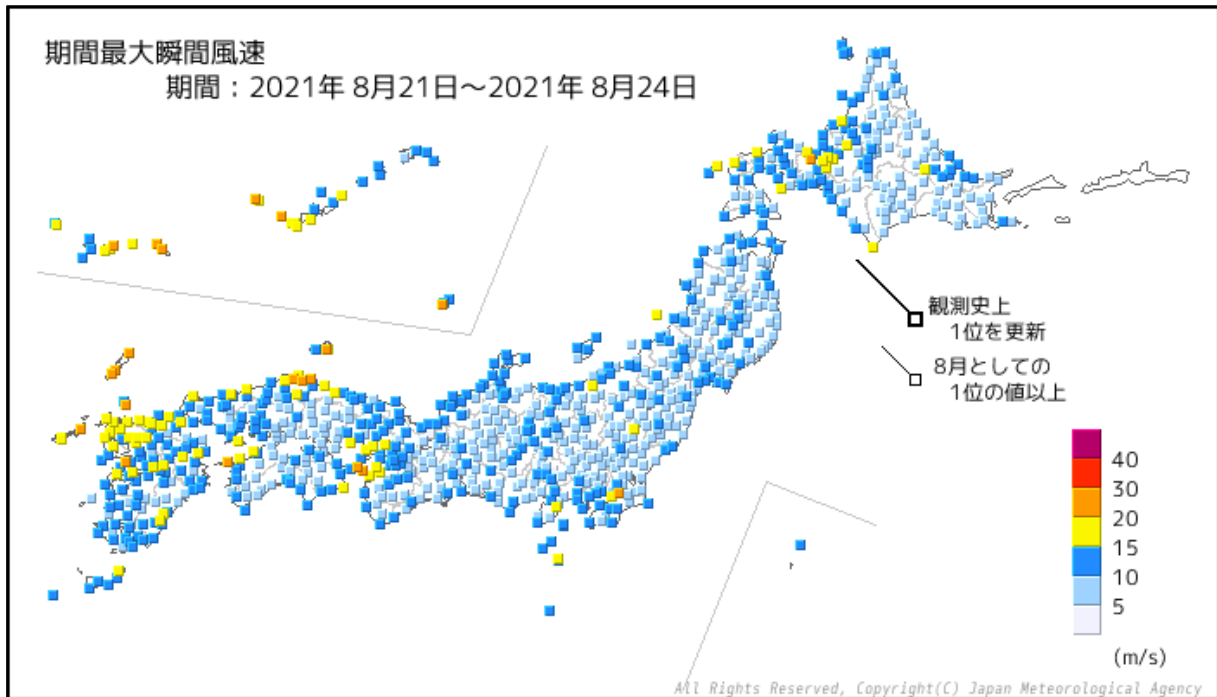 期間最大瞬間風速
期間：2021年 8月21日～2021年 8月24日
観測史上
1位を更新
8月としての
1位の値以上
40
30
20
15
10
5
(m/s)
All Rights Reserved, Copyright(C) Japan Meteorological Agency